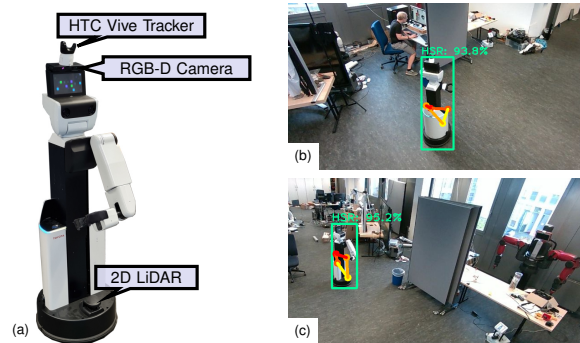 HTC Vive Tracker
RGB-D Camera
2D LiDAR
(a)
HSR: 93.8%
(b)
HSR: 95.2%
(c)